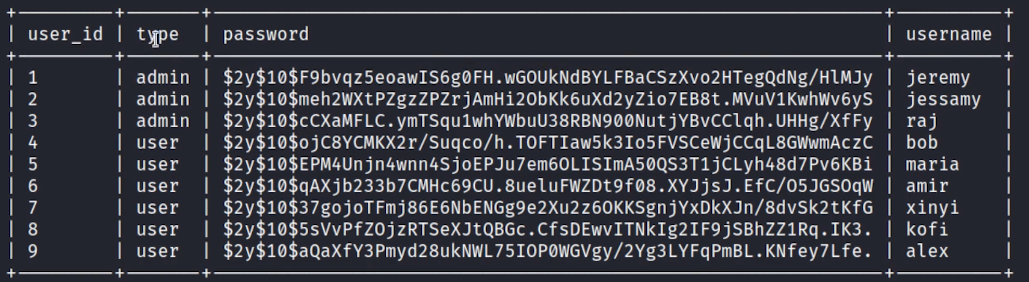 user_id | type | password | username
1 | admin | $2y$10$F9bvqz5eoawIS6g0FH.wGOUkNdBYLFBaCSzXvo2HTegQdNg/HlMJy | jeremy
2 | admin | $2y$10$meh2WXtPZgzZPZrjAmHi2ObKk6uXd2yZio7EB8t.MVuV1KwhWv6yS | jessamy
3 | admin | $2y$10$cCXaMFLC.ymTSqu1whYWbuU38RBN900NutjYBvCClqh.UHHg/XfFy | raj
4 | user | $2y$10$ojC8YCMKX2r/Suqco/h.TOFTIaw5k3Io5FVSCeWjCCqL8GWwmAczC | bob
5 | user | $2y$10$EPM4Unjn4wnn4SjoEPJu7em6OLISImA50QS3T1jCLyh48d7Pv6KBi | maria
6 | user | $2y$10$qAXjb233b7CMHc69CU.8ueluFWZDt9f08.XYJjsJ.EfC/O5JGSOqW | amir
7 | user | $2y$10$37gojoTFmj86E6NbENGg9e2Xu2z6OKKSgnjYxDkXJn/8dvSk2tKfG | xinyi
8 | user | $2y$10$5sVvPfZOjzRTSeXJtQBGc.CfsDEwvITNkIg2IF9jSBhZZ1Rq.IK3. | kofi
9 | user | $2y$10$aQaXfY3Pmyd28ukNWL75IOP0WGVgy/2Yg3LYFqPmBL.KNfey7Lfe. | alex